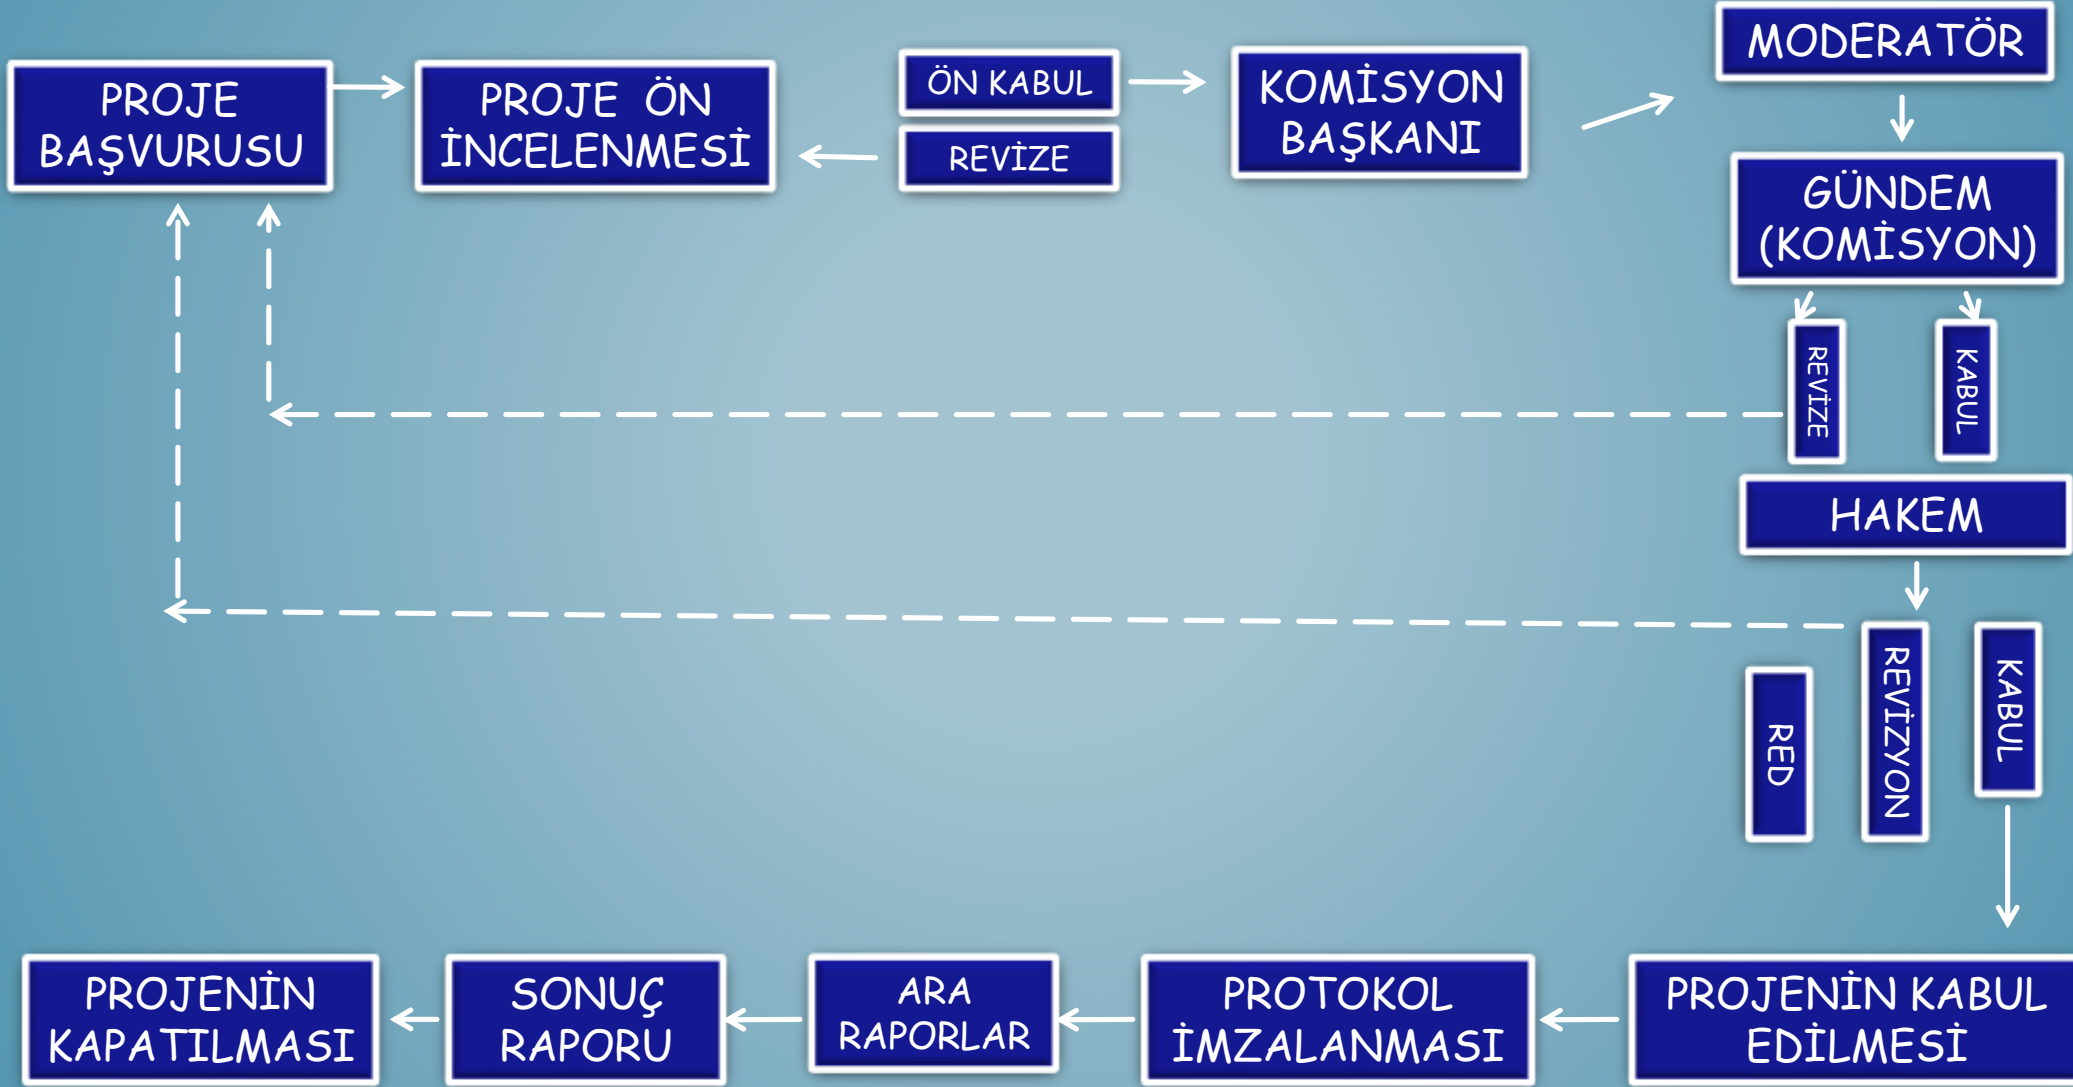 PROJE
BAŞVURUSU
PROJE ÖN
İNCELENMESİ
ÖN KABUL
REVİZE
KOMİSYON
BAŞKANI
MODERATÖR
GÜNDEM
(KOMİSYON)
REVİZE
KABUL
HAKEM
RED
REVİZYON
KABUL
PROJENİN KABUL
EDİLMESİ
PROTOKOL
İMZALANMASI
ARA
RAPORLAR
SONUÇ
RAPORU
PROJENİN
KAPATILMASI